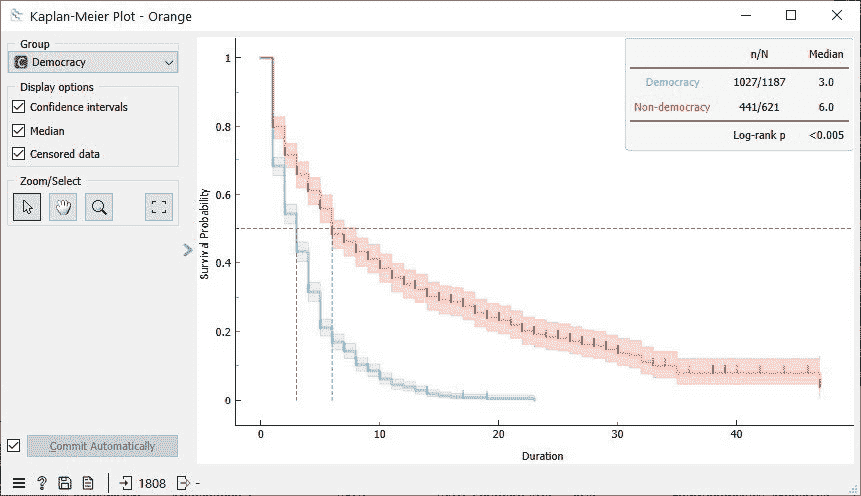 Kaplan-Meier Plot - Orange
Group
C Democracy
Display options
Confidence intervals
Median
Censored data
Zoom/Select
Commit Automatically
1808 -
n/N Median
Democracy 1027/1187 3.0
Non-democracy 441/621 6.0
Log-rank p <0.005
Survival Probability
1
0.8
0.6
0.4
0.2
0
0 10 20 30 40
Duration